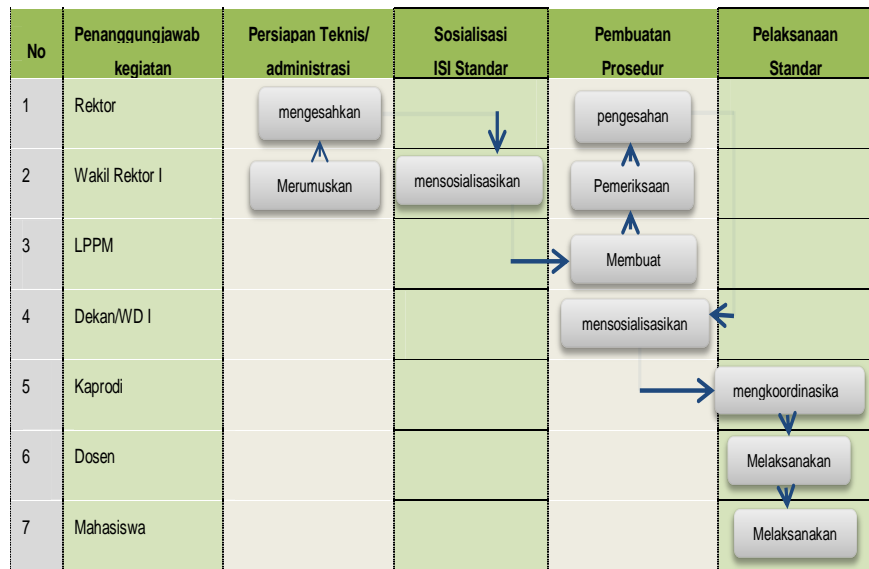 No
Penanggungjawab
kegiatan
Persiapan Teknis/
administrasi
Sosialisasi
ISI Standar
Pembuatan
Prosedur
Pelaksanaan
Standar
1
Rektor
mengesahkan
pengesahan
2
Wakil Rektor I
Merumuskan
mensosialisasikan
Pemeriksaan
3
LPPM
Membuat
4
Dekan/WD I
mensosialisasikan
5
Kaprodi
mengkoordinasika
6
Dosen
Melaksanakan
7
Mahasiswa
Melaksanakan